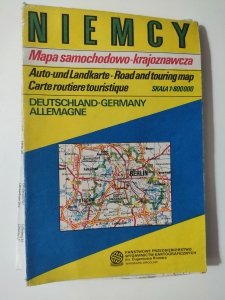 NIEMCY
Mapa samochodowo-krajoznawcza
Auto-und Landkarte·Road and touring map
Carte routiere touristique SKALA 1:800 000
DEUTSCHLAND·GERMANY
ALLEMAGNE
BERLIN
PAŃSTWOWE PRZEDSIĘBIORSTWO
WYDAWNICTW KARTOGRAFICZNYCH
im. Eugeniusza Romera